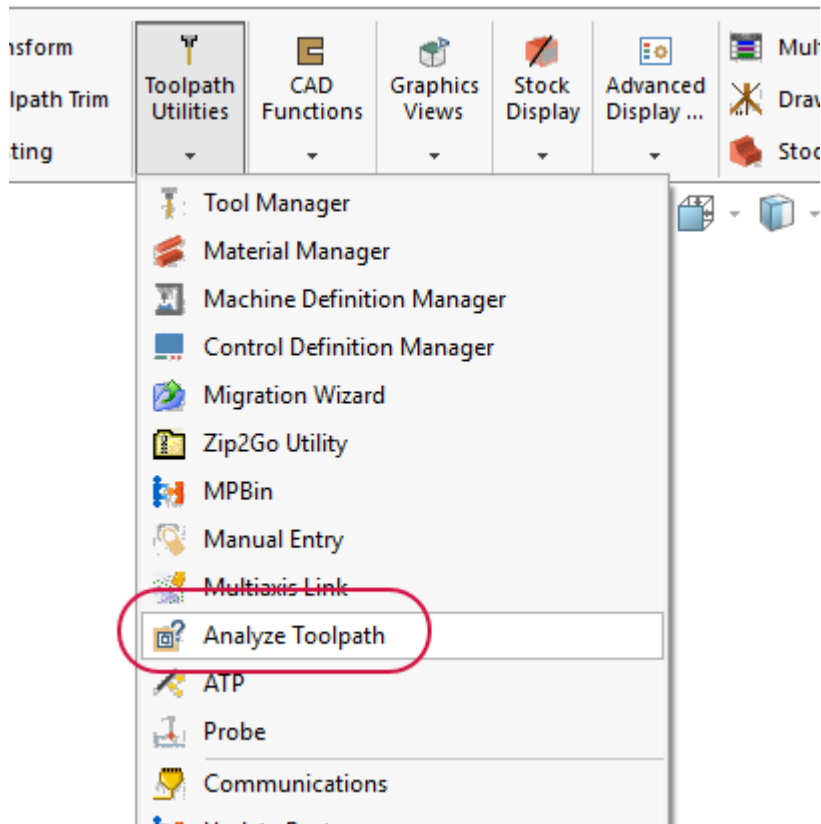 nsform
lpath Trim
ting
Toolpath
Utilities
CAD
Functions
Graphics
Views
Stock
Display
Advanced
Display ...
Mul
Drav
Stoc
Tool Manager
Material Manager
Machine Definition Manager
Control Definition Manager
Migration Wizard
Zip2Go Utility
MPBin
Manual Entry
Multiaxis Link
Analyze Toolpath
ATP
Probe
Communications